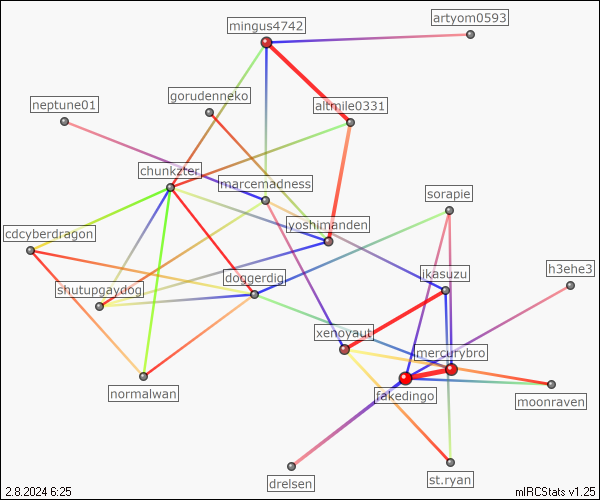 artyom0593
mingus4742
gorudenneko
neptune01
altmile0331
chunkzter
marcemadness
sorapie
yoshimanden
cdcyberdragon
h3ehe3
ikasuzu
doggerdig
shutupgaydog
xenoyaut
mercurybro
normalwan
fakedingo
moonraven
st.ryan
drelsen
2.8.2024 6:25
mIRCStats v1.25